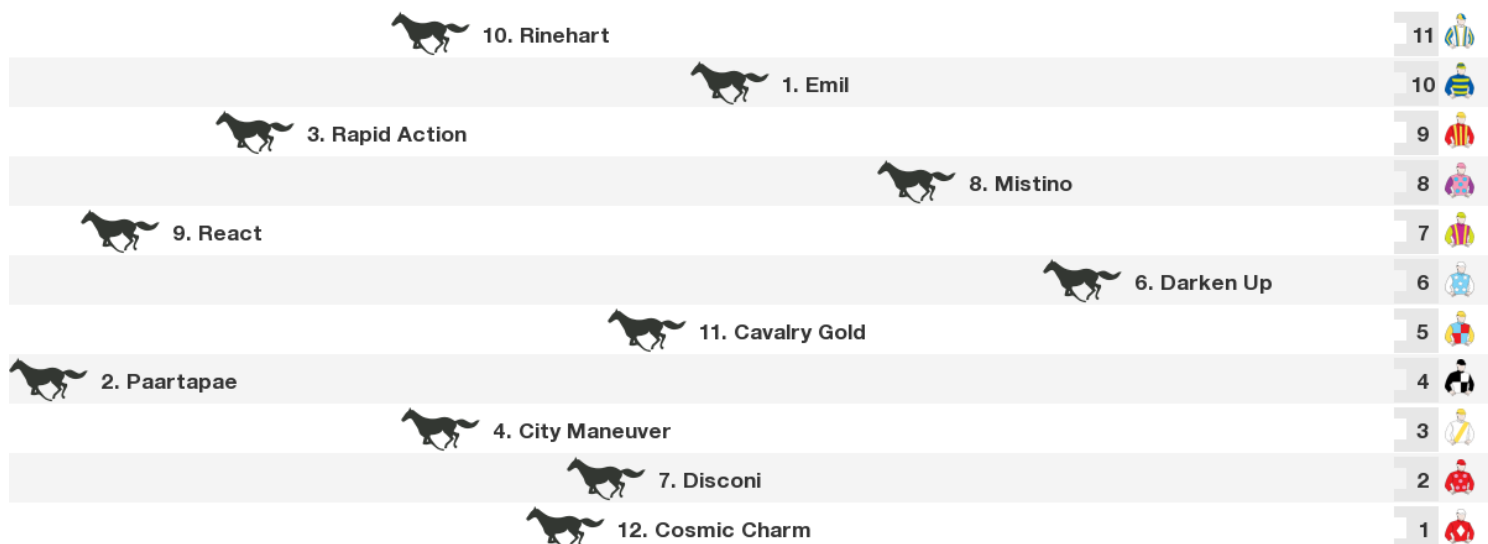 10. Rinehart 11
1. Emil 10
3. Rapid Action 9
8. Mistino 8
9. React 7
6. Darken Up 6
11. Cavalry Gold 5
2. Paartapae 4
4. City Maneuver 3
7. Disconi 2
12. Cosmic Charm 1